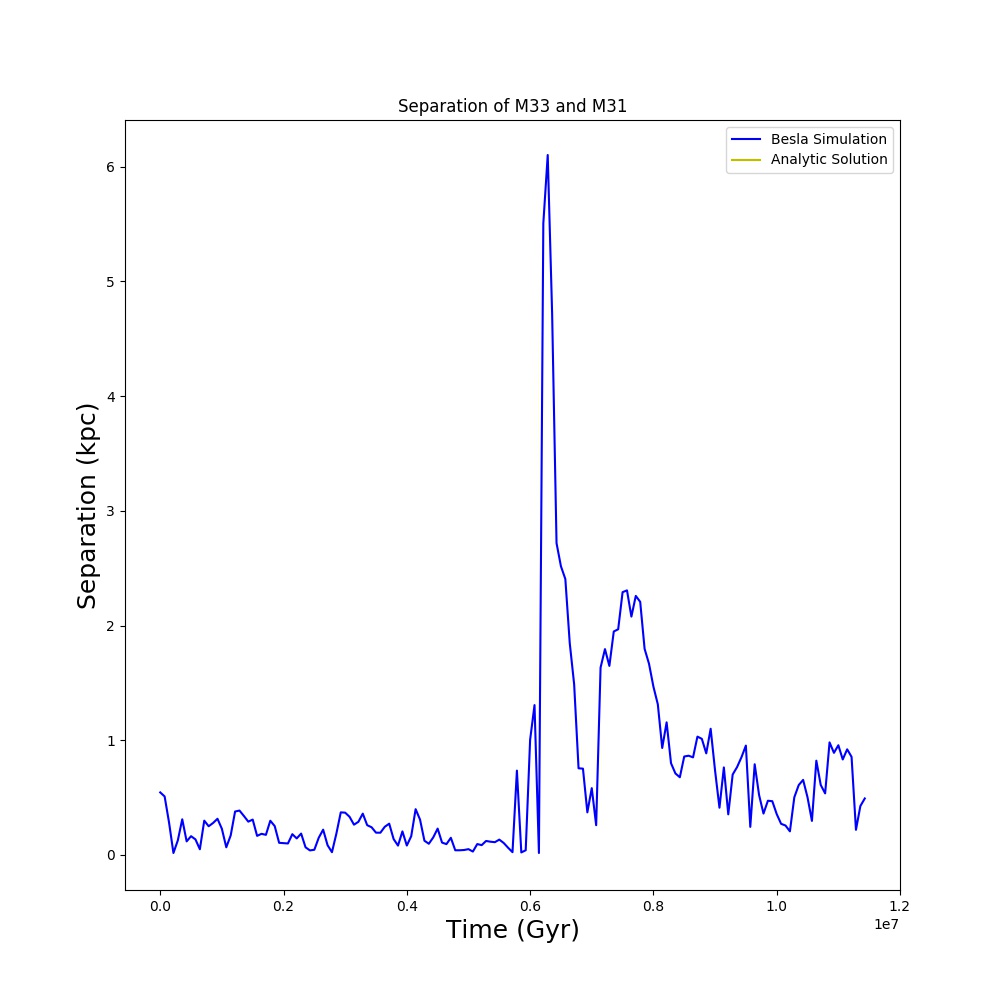 Separation of M33 and M31
Besla Simulation
Analytic Solution
Separation (kpc)
6
5
4
3
2
1
0
0.0 0.2 0.4 0.6 0.8 1.0 1.2
1e7
Time (Gyr)